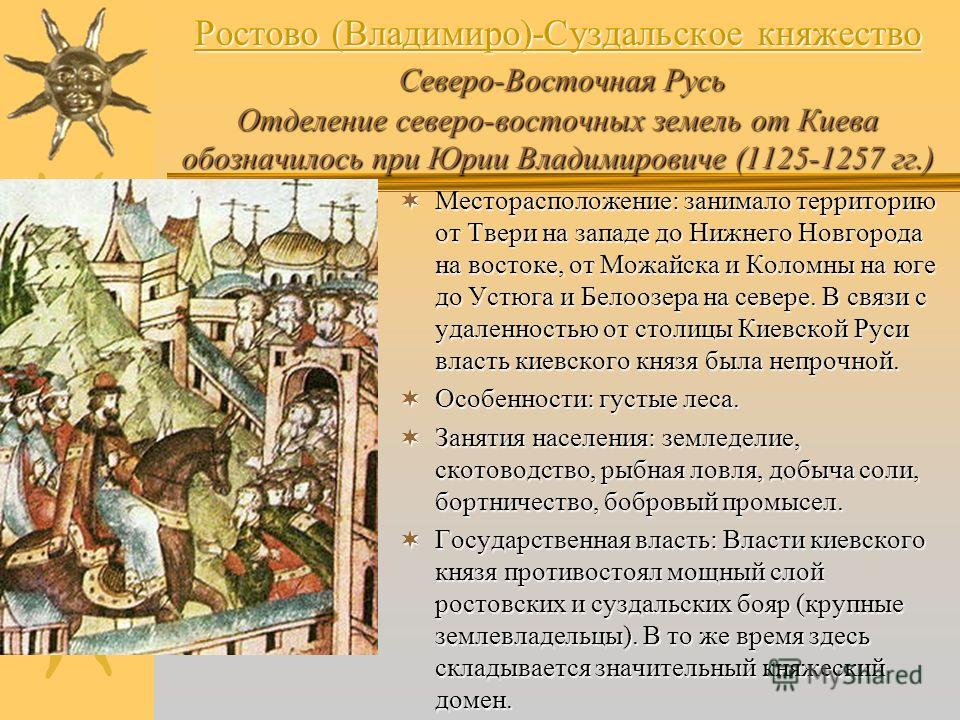 Ростово (Владимиро)-Суздальское княжество
Северо-Восточная Русь
Отделение северо-восточных земель от Киева
обозначилось при Юрии Владимировиче (1125-1257 гг.)
Месторасположение: занимало территорию
от Твери на западе до Нижнего Новгорода
на востоке, от Можайска и Коломны на юге
до Устюга и Белоозера на севере. В связи с
удаленностью от столицы Киевской Руси
власть киевского князя была непрочной.
Особенности: густые леса.
Занятия населения: земледелие,
скотоводство, рыбная ловля, добыча соли,
бортничество, бобровый промысел.
Государственная власть: Власти киевского
князя противостоял мощный слой
ростовских и суздальских бояр (крупные
землевладельцы). В то же время здесь
складывается значительный княжеский
домен.
MyShared